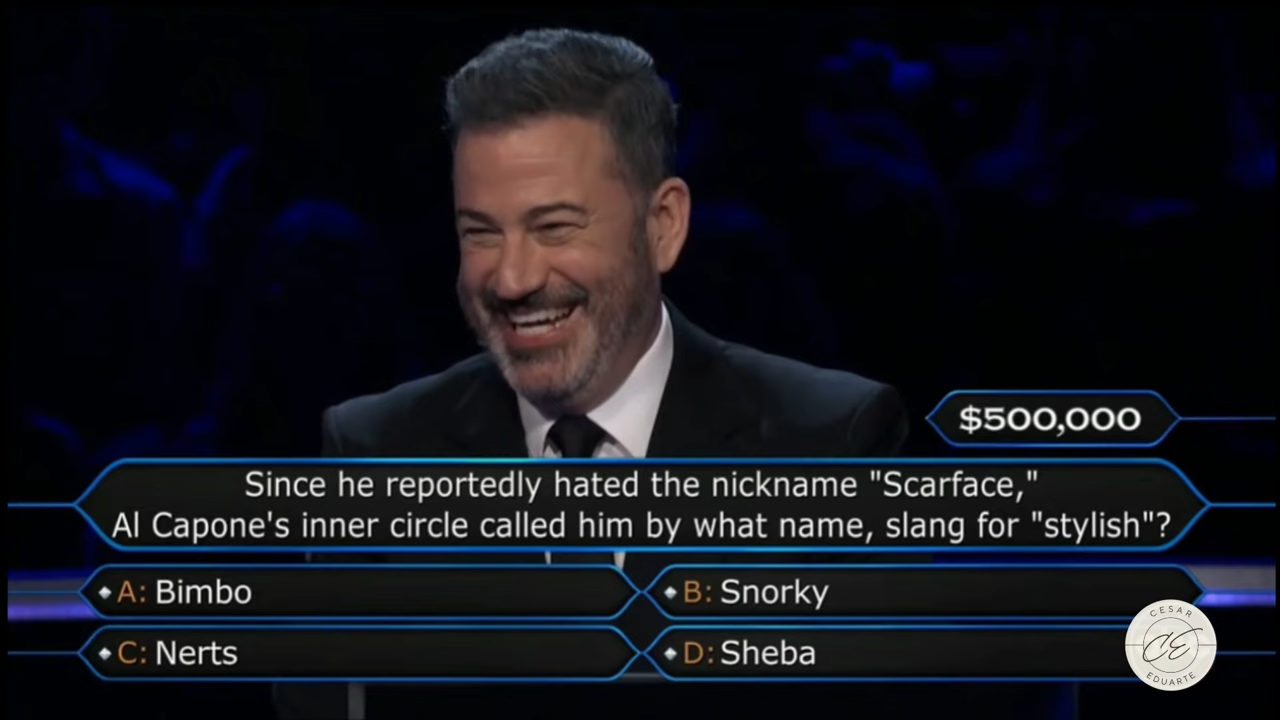 $500,000
Since he reportedly hated the nickname "Scarface,"
Al Capone's inner circle called him by what name, slang for "stylish"?
A: Bimbo
B: Snorky
C: Nerts
D: Sheba
CESAR
CE
EDUARTE